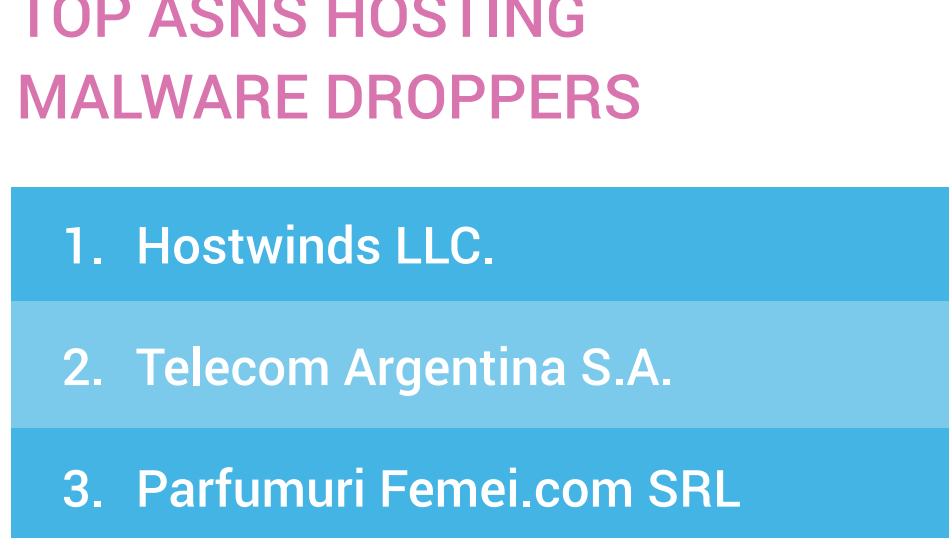 TOP ASNS HOSTING
MALWARE DROPPERS
1. Hostwinds LLC.
2. Telecom Argentina S.A.
3. Parfumuri Femei.com SRL